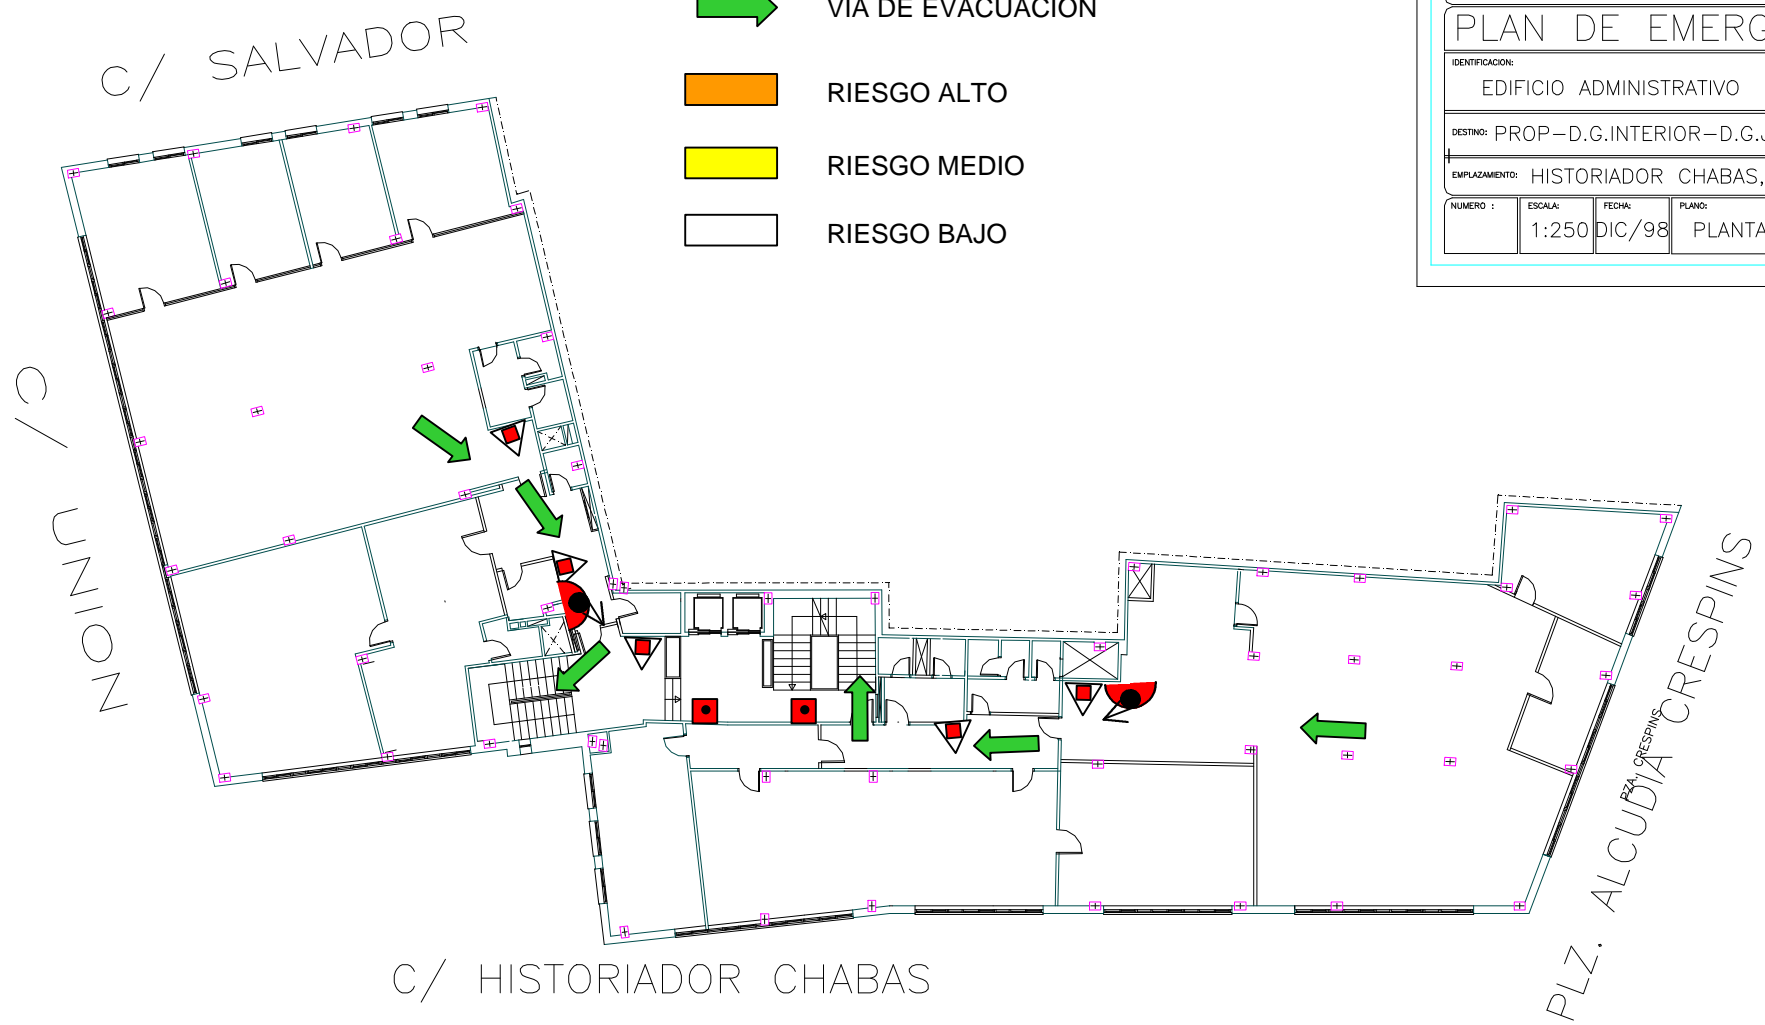 VIA DE EVACUACION
RIESGO ALTO
RIESGO MEDIO
RIESGO BAJO
PLAN DE EMERG
IDENTIFICACION:
EDIFICIO ADMINISTRATIVO
DESTINO: PROP-D.G.INTERIOR-D.G.J
EMPLAZAMIENTO: HISTORIADOR CHABAS,
NUMERO : ESCALA: FECHA: PLANO:
1:250 DIC/98 PLANTA
C/ SALVADOR
C/ UNION
C/ HISTORIADOR CHABAS
PLZ. ALCUDIA CRESPINS
PZA. CRESPINS